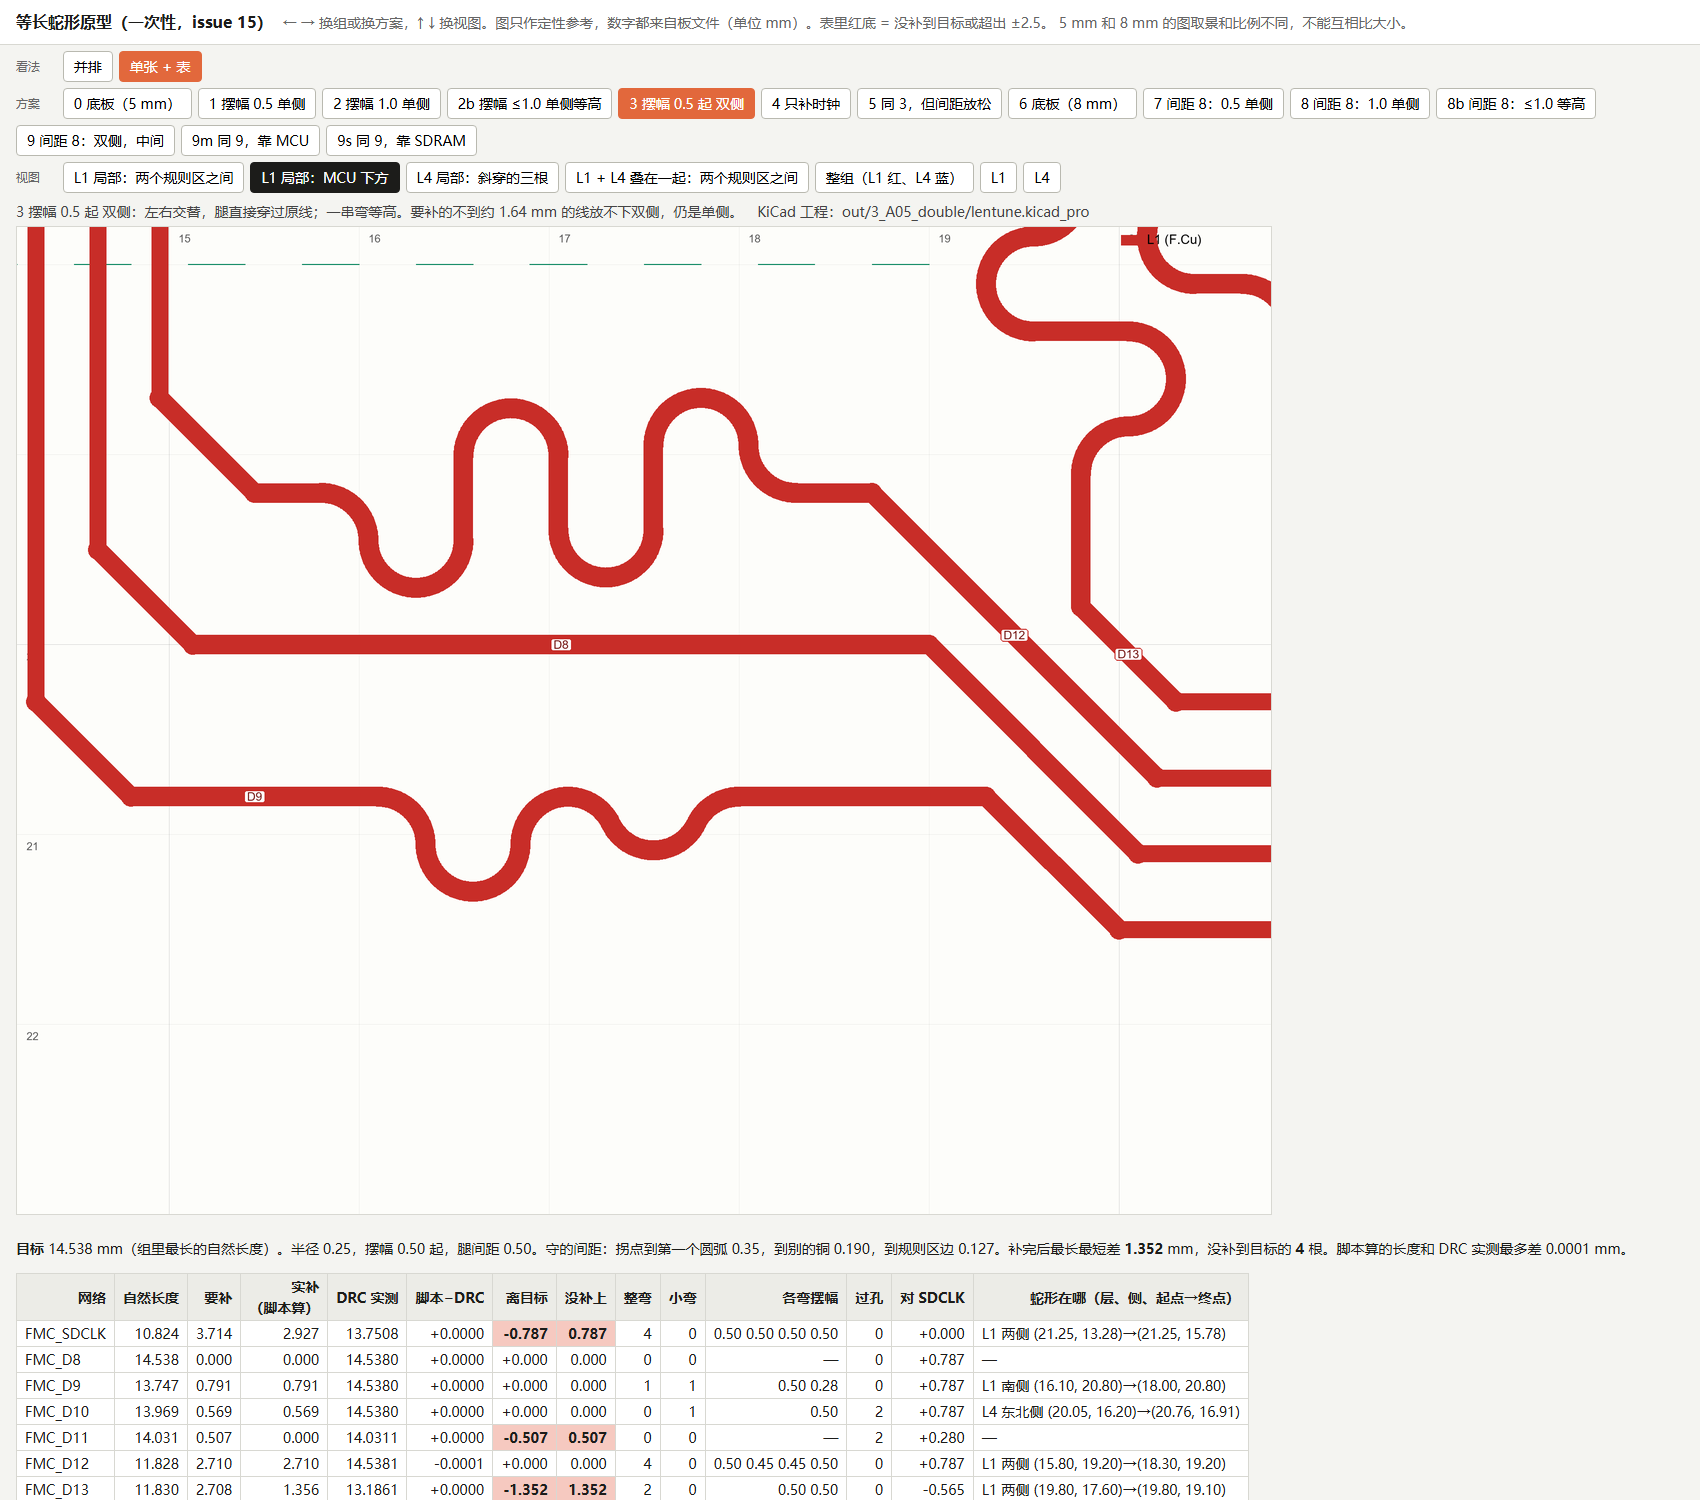 等长蛇形原型（一次性，issue 15） ← → 换组或换方案，↑ ↓ 换视图。图只作定性参考，数字都来自板文件（单位 mm）。表里红底 = 没补到目标或超出 ±2.5。 5 mm 和 8 mm 的图取景和比例不同，不能互相比大小。
看法 并排 单张 + 表
方案 0 底板（5 mm） 1 摆幅 0.5 单侧 2 摆幅 1.0 单侧 2b 摆幅 ≤1.0 单侧等高 3 摆幅 0.5 起 双侧 4 只补时钟 5 同 3，但间距放松 6 底板（8 mm） 7 间距 8：0.5 单侧 8 间距 8：1.0 单侧 8b 间距 8：≤1.0 等高
9 间距 8：双侧，中间 9m 同 9，靠 MCU 9s 同 9，靠 SDRAM
视图 L1 局部：两个规则区之间 L1 局部：MCU 下方 L4 局部：斜穿的三根 L1 + L4 叠在一起：两个规则区之间 整组（L1 红、L4 蓝） L1 L4
3 摆幅 0.5 起 双侧：左右交替，腿直接穿过原线；一串弯等高。要补的不到约 1.64 mm 的线放不下双侧，仍是单侧。 KiCad 工程：out/3_A05_double/lentune.kicad_pro
15 16 17 18 19 L1 (F.Cu)
D12
D8
D13
D9
21
22
目标 14.538 mm（组里最长的自然长度）。半径 0.25，摆幅 0.50 起，腿间距 0.50。守的间距：拐点到第一个圆弧 0.35，到别的铜 0.190，到规则区边 0.127。补完后最长最短差 1.352 mm，没补到目标的 4 根。脚本算的长度和 DRC 实测最多差 0.0001 mm。
网络 自然长度 要补 实补（脚本算） DRC 实测 脚本−DRC 离目标 没补上 整弯 小弯 各弯摆幅 过孔 对 SDCLK 蛇形在哪（层、侧、起点→终点）
FMC_SDCLK 10.824 3.714 2.927 13.7508 +0.0000 -0.787 0.787 4 0 0.50 0.50 0.50 0.50 0 +0.000 L1 两侧 (21.25, 13.28)→(21.25, 15.78)
FMC_D8 14.538 0.000 0.000 14.5380 +0.0000 +0.000 0.000 0 0 — 0 +0.787 —
FMC_D9 13.747 0.791 0.791 14.5380 +0.0000 +0.000 0.000 1 1 0.50 0.28 0 +0.787 L1 南侧 (16.10, 20.80)→(18.00, 20.80)
FMC_D10 13.969 0.569 0.569 14.5380 +0.0000 +0.000 0.000 0 1 0.50 2 +0.787 L4 东北侧 (20.05, 16.20)→(20.76, 16.91)
FMC_D11 14.031 0.507 0.000 14.0311 +0.0000 -0.507 0.507 0 0 — 2 +0.280 —
FMC_D12 11.828 2.710 2.710 14.5381 -0.0001 +0.000 0.000 4 0 0.50 0.45 0.45 0.50 0 +0.787 L1 两侧 (15.80, 19.20)→(18.30, 19.20)
FMC_D13 11.830 2.708 1.356 13.1861 +0.0000 -1.352 1.352 2 0 0.50 0.50 0 -0.565 L1 两侧 (19.80, 17.60)→(19.80, 19.10)